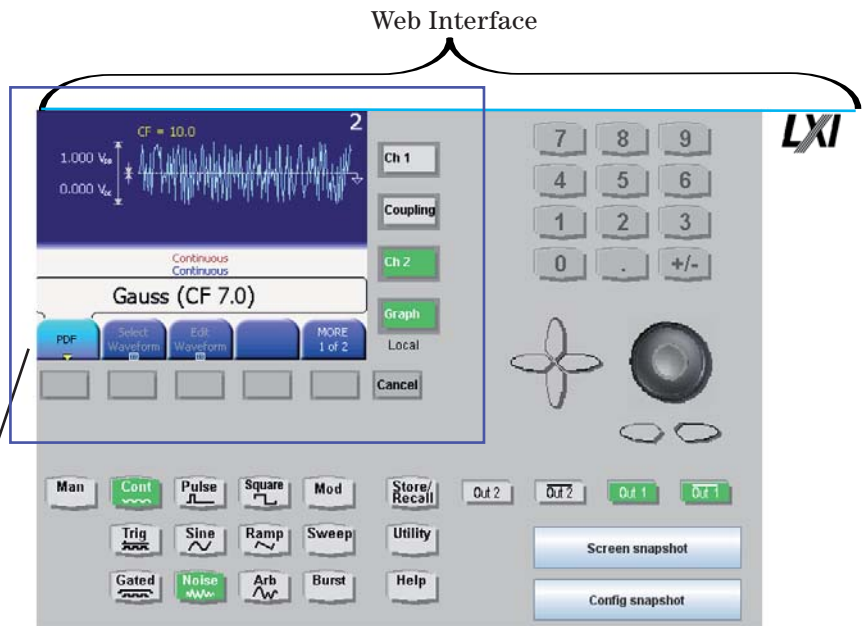 Web Interface
LXI
2
CF = 10.0
1.000 Vpp
0.000 Vdc
Continuous
Continuous
Gauss (CF 7.0)
PDF
Select Waveform
Edit Waveform
MORE 1 of 2
Ch 1
Coupling
Ch 2
Graph
Local
Cancel
7 8 9
4 5 6
1 2 3
0 . +/-
Man Cont Pulse Square Mod Store/Recall
Out 2 Out 2 Out 1 Out 1
Trig Sine Ramp Sweep Utility
Gated Noise Arb Burst Help
Screen snapshot
Config snapshot